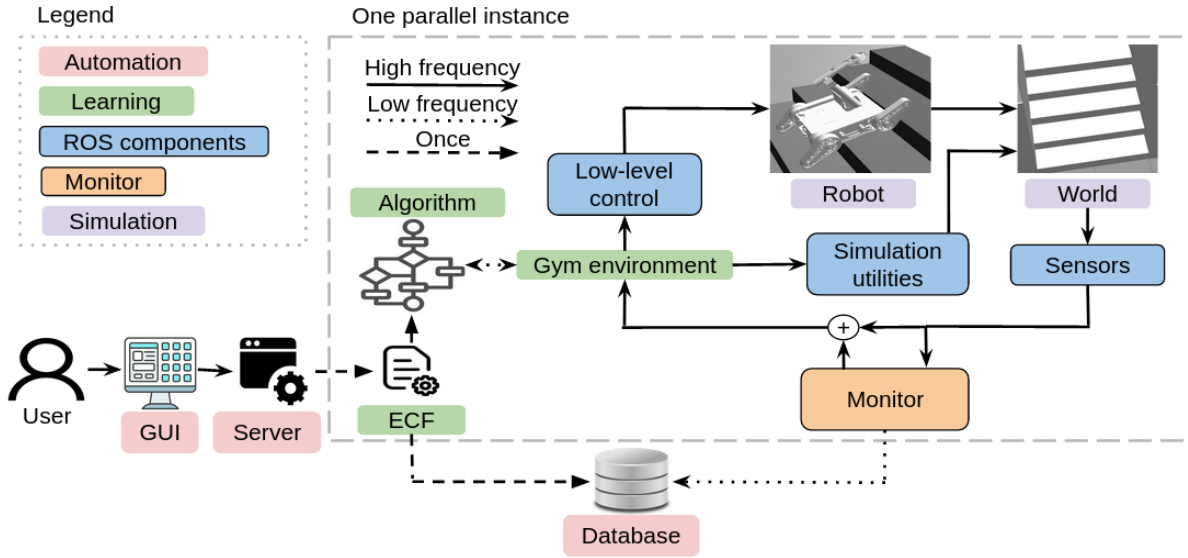 Legend
One parallel instance
Automation
Learning
ROS components
Monitor
Simulation
High frequency
Low frequency
Once
Algorithm
Low-level
control
Robot
World
Gym environment
Simulation
utilities
Sensors
+
User
GUI
Server
ECF
Monitor
Database